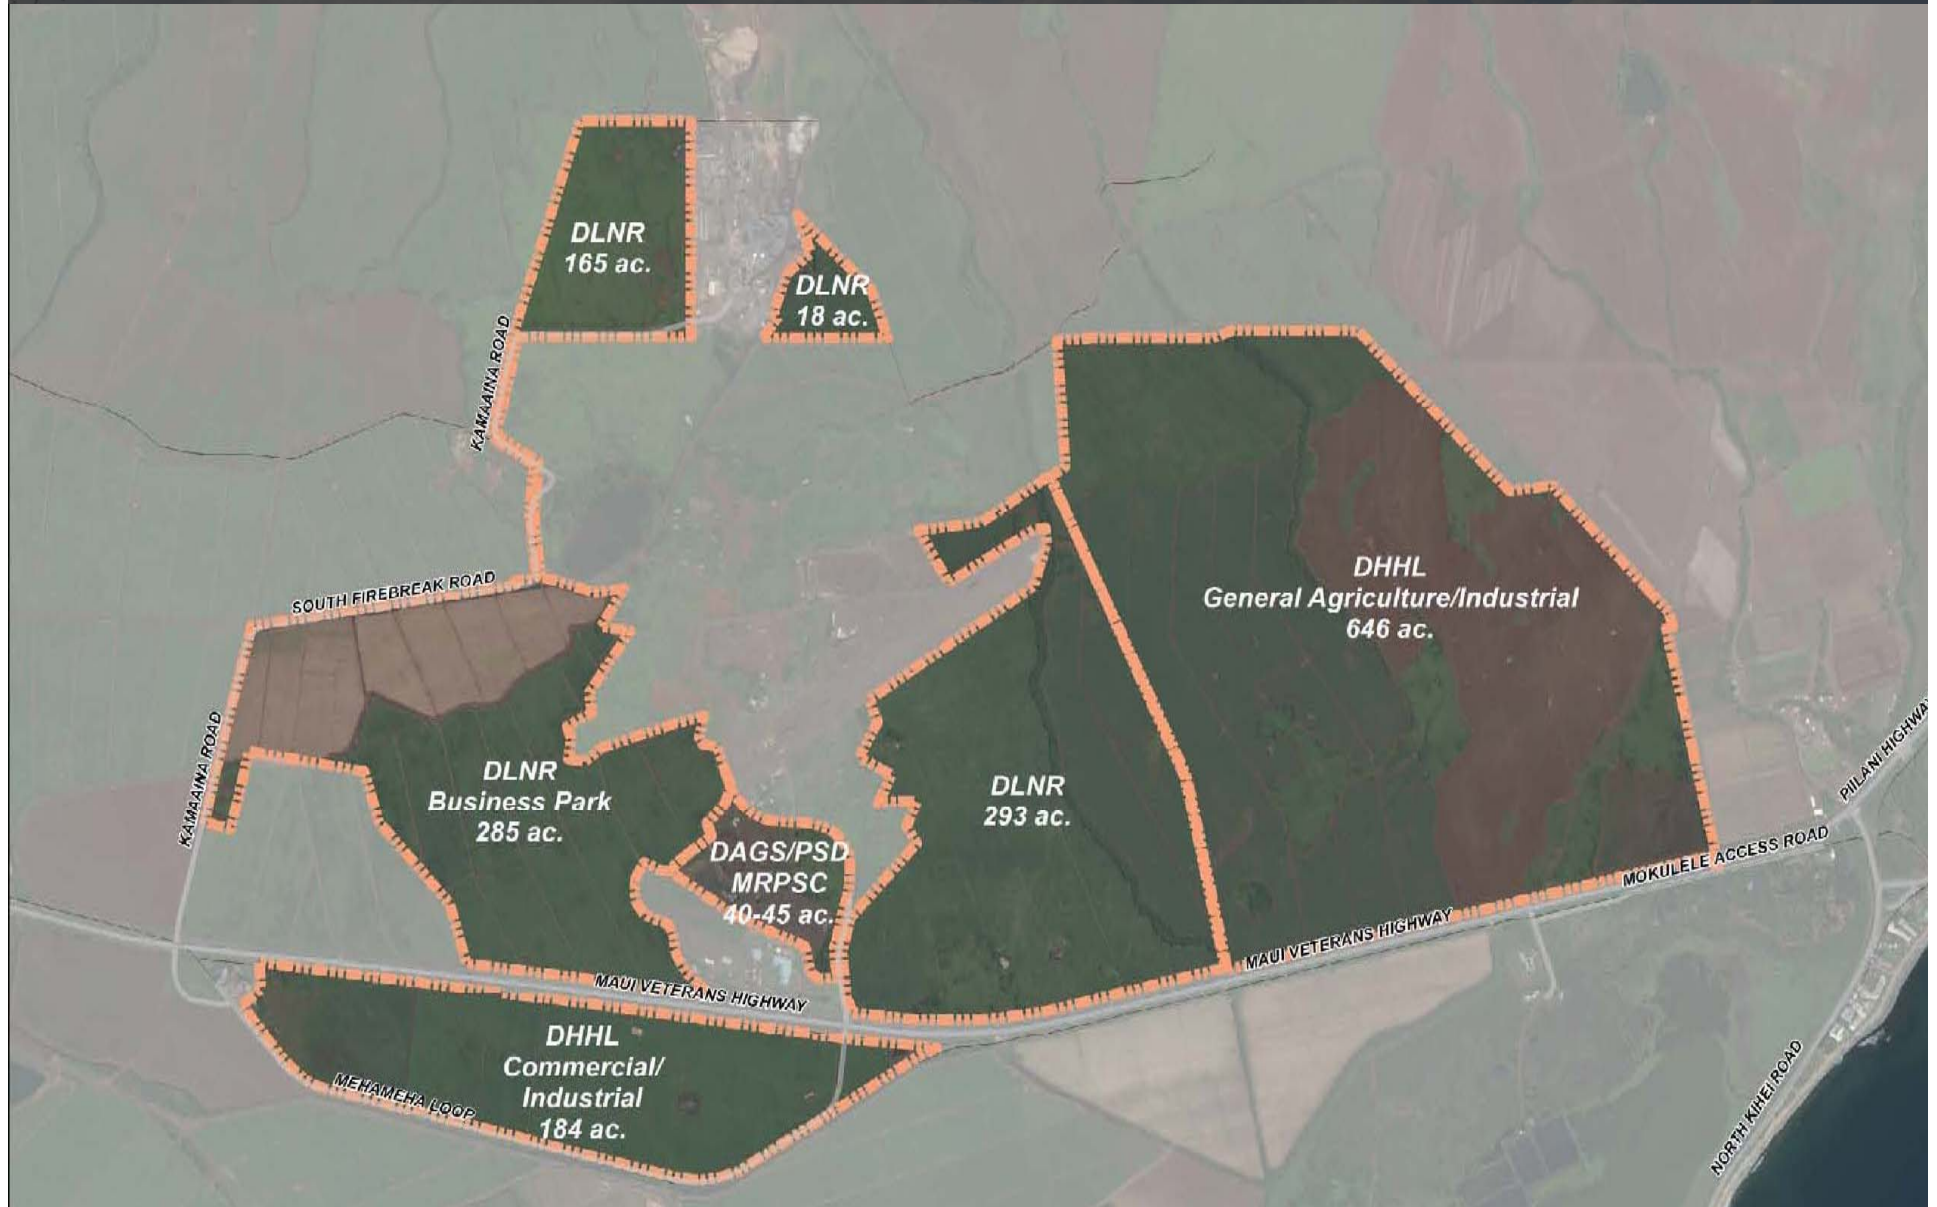 DLNR
165 ac.
DLNR
18 ac.
KAMAAINA ROAD
SOUTH FIREBREAK ROAD
DHHL
General Agriculture/Industrial
646 ac.
KAMAAINA ROAD
DLNR
Business Park
285 ac.
DLNR
293 ac.
PIILANI HIGHWA
DAGS/PSD
MRPSC
40-45 ac.
MOKULELE ACCESS ROAD
MAUI VETERANS HIGHWAY
MAUI VETERANS HIGHWAY
DHHL
Commercial/
Industrial
184 ac.
MEHAMEHA LOOP
NORTH KIHEI ROAD